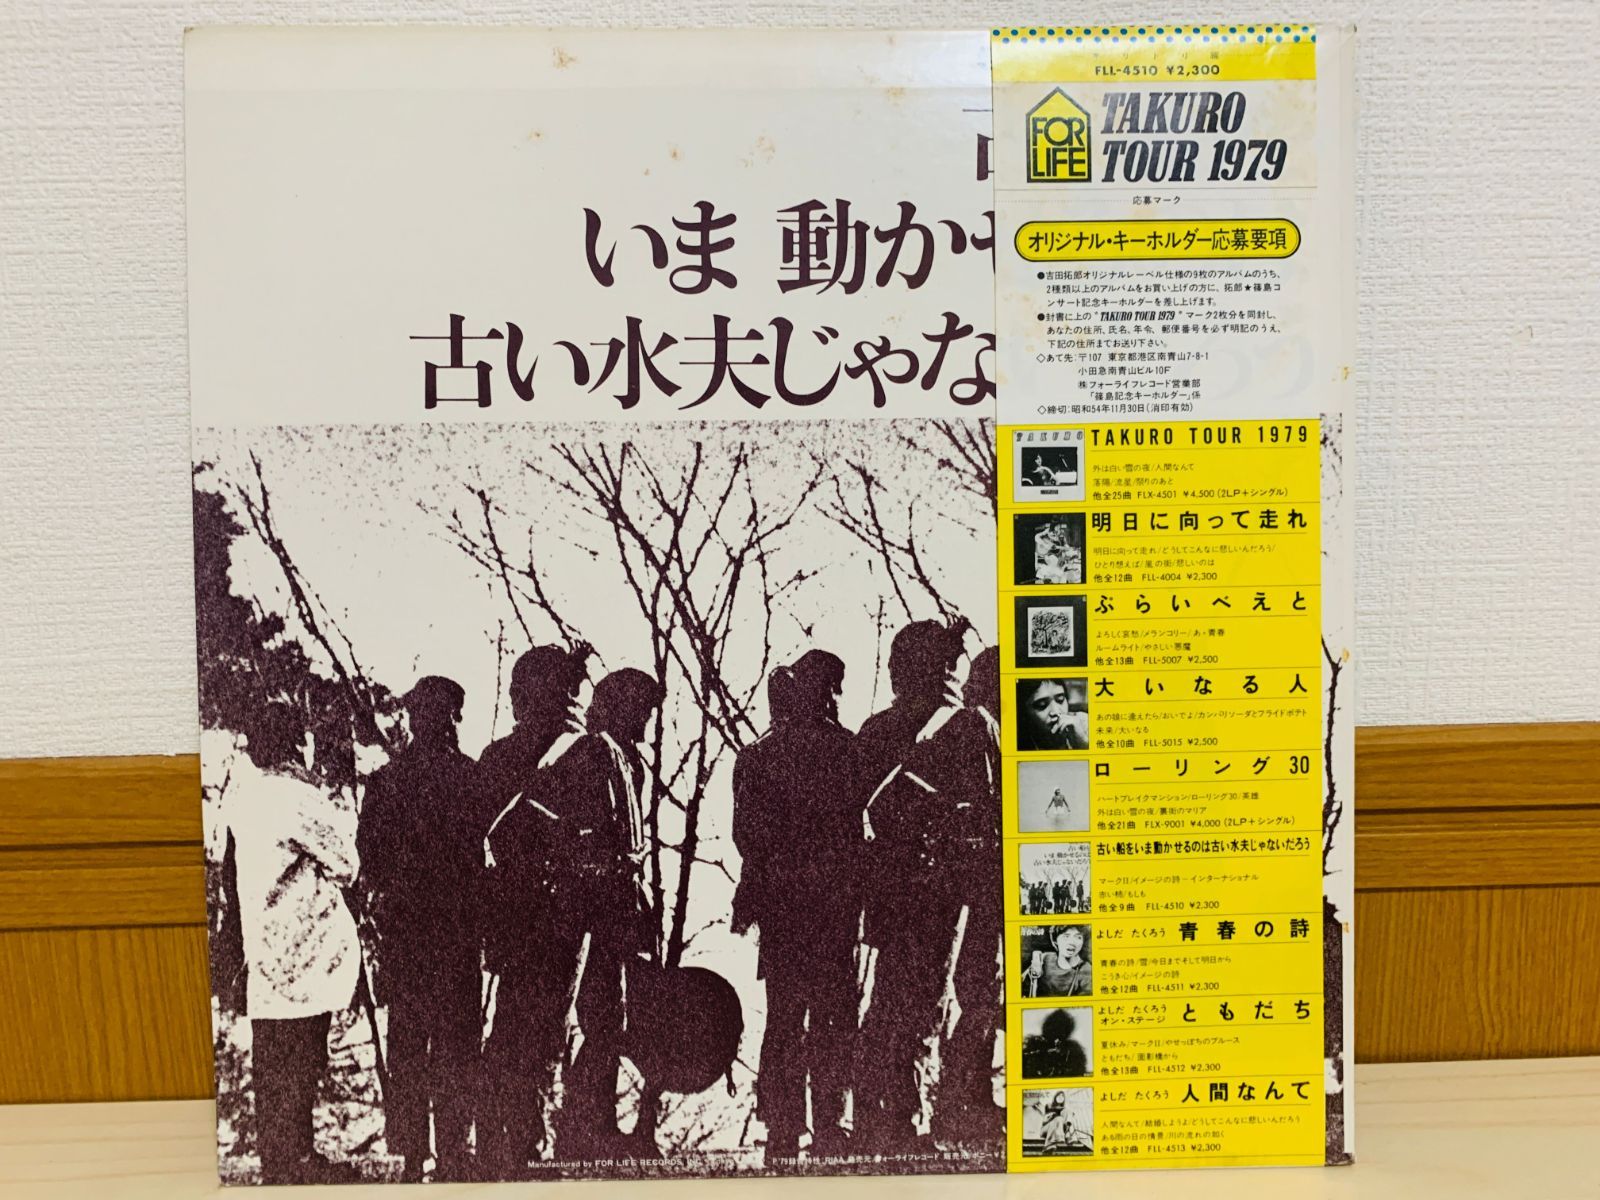 いま 動かせ
古い水夫じゃな
FLL-4510 ¥2,300
FOR
LIFE
TAKURO
TOUR 1979
応募マーク
オリジナル・キーホルダー応募要項
●吉田拓郎オリジナルレーベル仕様の9枚のアルバムのうち、
2種類以上のアルバムをお買い上げの方に、拓郎★篠島コ
ンサート記念キーホルダーを差し上げます。
●封書に上の"TAKURO TOUR 1979"マーク2枚分を同封し、
あなたの住所、氏名、年令、郵便番号を必ず明記のうえ、
下記の住所までお送り下さい。
◇あて先:〒107 東京都港区南青山7-8-1
小田急南青山ビル10F
㈱フォーライフレコード営業部
「篠島記念キーホルダー」係
◇締切:昭和54年11月30日(消印有効)
TAKURO TOUR 1979
外は白い雪の夜/人間なんて
落陽/流星/祭りのあと
他全25曲 FLX-4501 ¥4,500(2LP+シングル)
明日に向って走れ
明日に向って走れ/どうしてこんなに悲しいんだろう/
ひとり想えば/風の街/悲しいのは
他全12曲 FLL-4004 ¥2,300
ぷらいべえと
よろしく哀愁/メランコリー/あ・青春
ルームライト/やさしい悪魔
他全13曲 FLL-5007 ¥2,500
大いなる人
あの娘に逢えたら/おいでよ/カンパリソーダとフライドポテト
未来/大いなる
他全10曲 FLL-5015 ¥2,500
ローリング30
ハートブレイクマンション/ローリング30/英雄
外は白い雪の夜/裏街のマリア
他全21曲 FLX-9001 ¥4,000(2LP+シングル)
古い船をいま動かせるのは古い水夫じゃないだろう
マークII/イメージの詩－インターナショナル
赤い椅/もしも
他全9曲 FLL-4510 ¥2,300
よしだ たくろう 青春の詩
青春の詩/雪/今日までそして明日から
こうき心/イメージの詩
他全12曲 FLL-4511 ¥2,300
よしだ たくろう
オン・ステージ ともだち
夏休み/マークII/やせっぽちのブルース
ともだち/面影橋から
他全13曲 FLL-4512 ¥2,300
よしだ たくろう 人間なんて
人間なんて/結婚しようよ/どうしてこんなに悲しいんだろう
ある雨の日の情景/川の流れの如く
他全12曲 FLL-4513 ¥2,300
Manufactured by FOR LIFE RECORDS, INC.